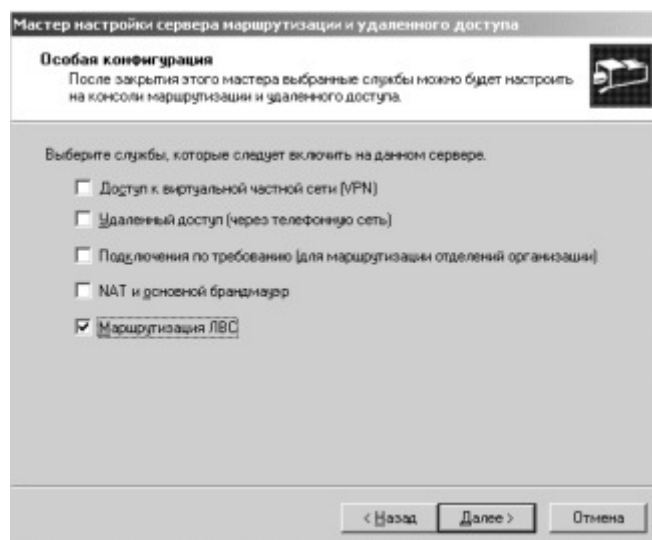 Мастер настройки сервера маршрутизации и удаленного доступа
Особая конфигурация
После закрытия этого мастера выбранные службы можно будет настроить
на консоли маршрутизации и удаленного доступа.
Выберите службы, которые следует включить на данном сервере.
Доступ к виртуальной частной сети (VPN)
Удаленный доступ (через телефонную сеть)
Подключения по требованию (для маршрутизации отделений организации)
NAT и основной брандмауэр
Маршрутизация ЛВС
< Назад
Далее >
Отмена